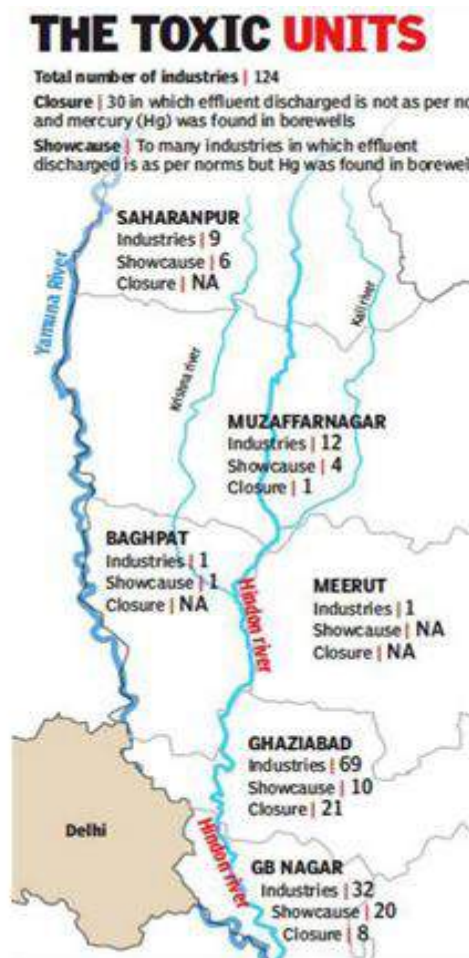 THE TOXIC UNITS
Total number of industries | 124
Closure | 30 in which effluent discharged is not as per no
and mercury (Hg) was found in borewells
Showcause | To many industries in which effluent
discharged is as per norms but Hg was found in borewel
SAHARANPUR
Industries | 9
Showcause | 6
Closure | NA
Yamuna River
Krishna river
Kali river
MUZAFFARNAGAR
Industries | 12
Showcause | 4
Closure | 1
BAGHPAT
Industries | 1
Showcause | 1
Closure | NA
Hindon river
MEERUT
Industries | 1
Showcause | NA
Closure | NA
GHAZIABAD
Industries | 69
Showcause | 10
Closure | 21
Delhi
Hindon river
GB NAGAR
Industries | 32
Showcause | 20
Closure | 8